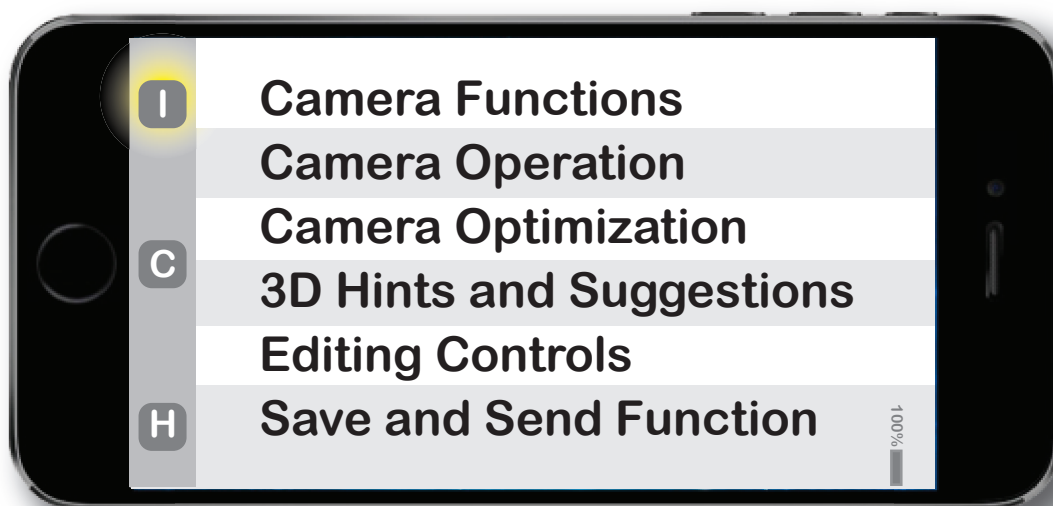 I
Camera Functions
Camera Operation
Camera Optimization
C
3D Hints and Suggestions
Editing Controls
H
Save and Send Function
100%